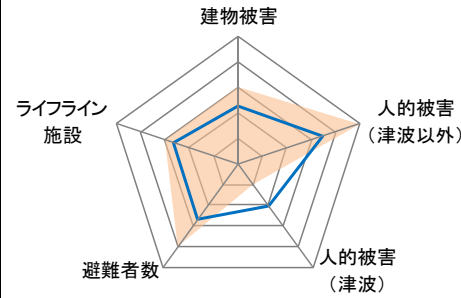 建物被害
ライフライン
施設
人的被害
（津波以外）
避難者数
人的被害
（津波）